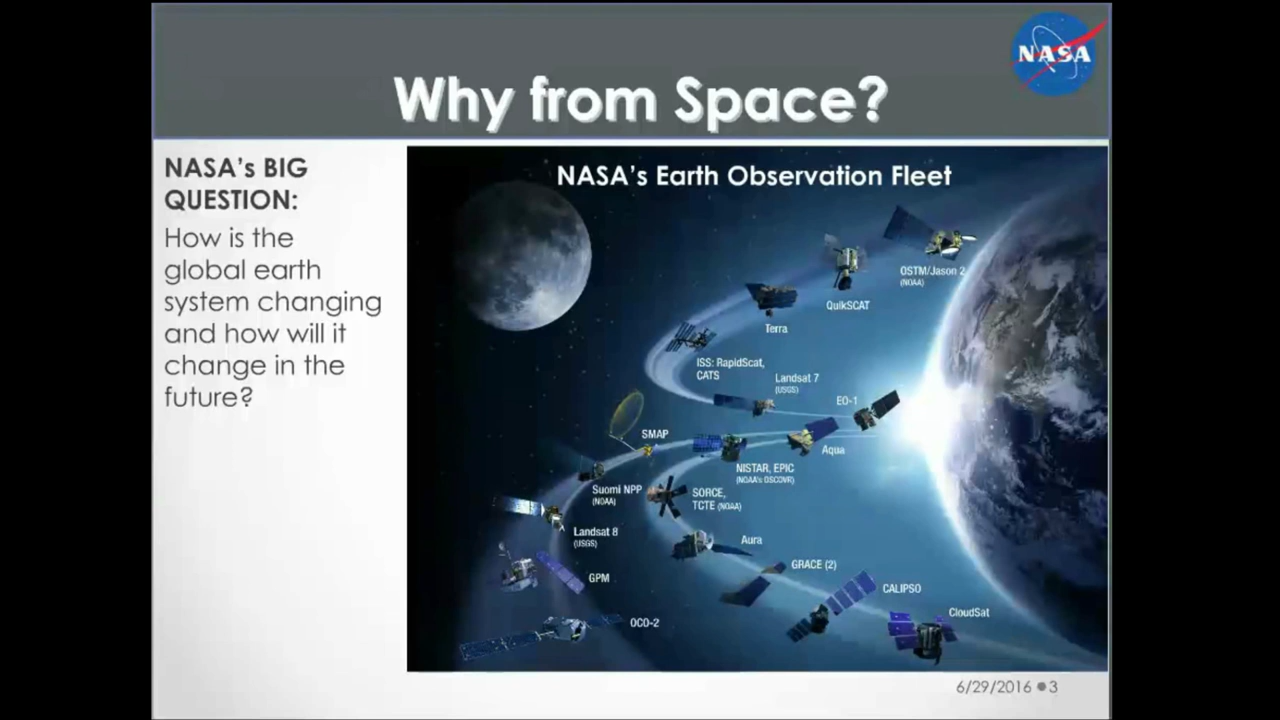 NASA
Why from Space?
NASA's BIG
QUESTION:
How is the
global earth
system changing
and how will it
change in the
future?
NASA's Earth Observation Fleet
OSTM/Jason 2
(NOAA)
QuikSCAT
Terra
ISS: RapidScat,
CATS
Landsat 7
(USGS)
EO-1
SMAP
Aqua
NISTAR, EPIC
(NOAA's DSCOVR)
Suomi NPP
(NOAA)
SORCE,
TCTE (NOAA)
Landsat 8
(USGS)
Aura
GRACE (2)
GPM
CALIPSO
CloudSat
OCO-2
6/29/2016 ● 3